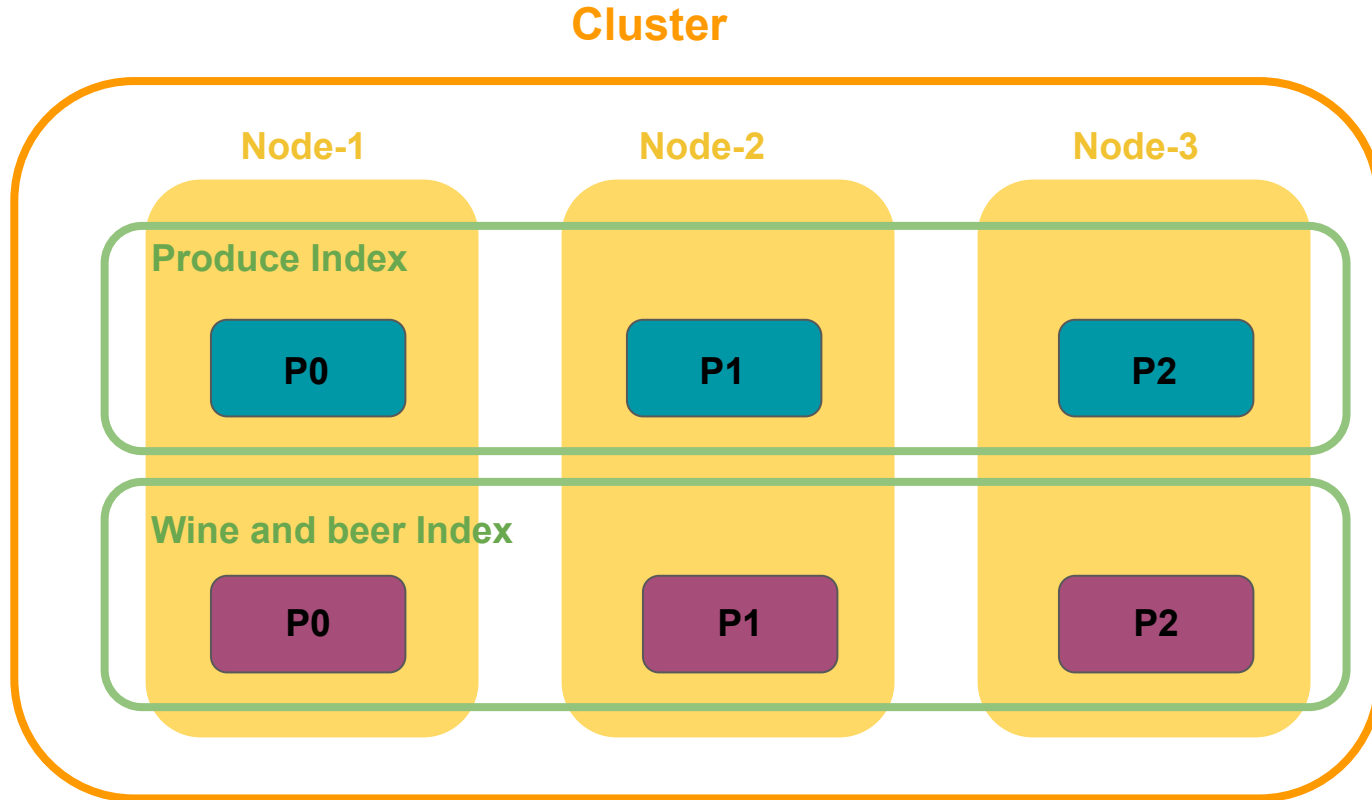 Cluster
Node-1
Node-2
Node-3
Produce Index
P0
P1
P2
Wine and beer Index
P0
P1
P2